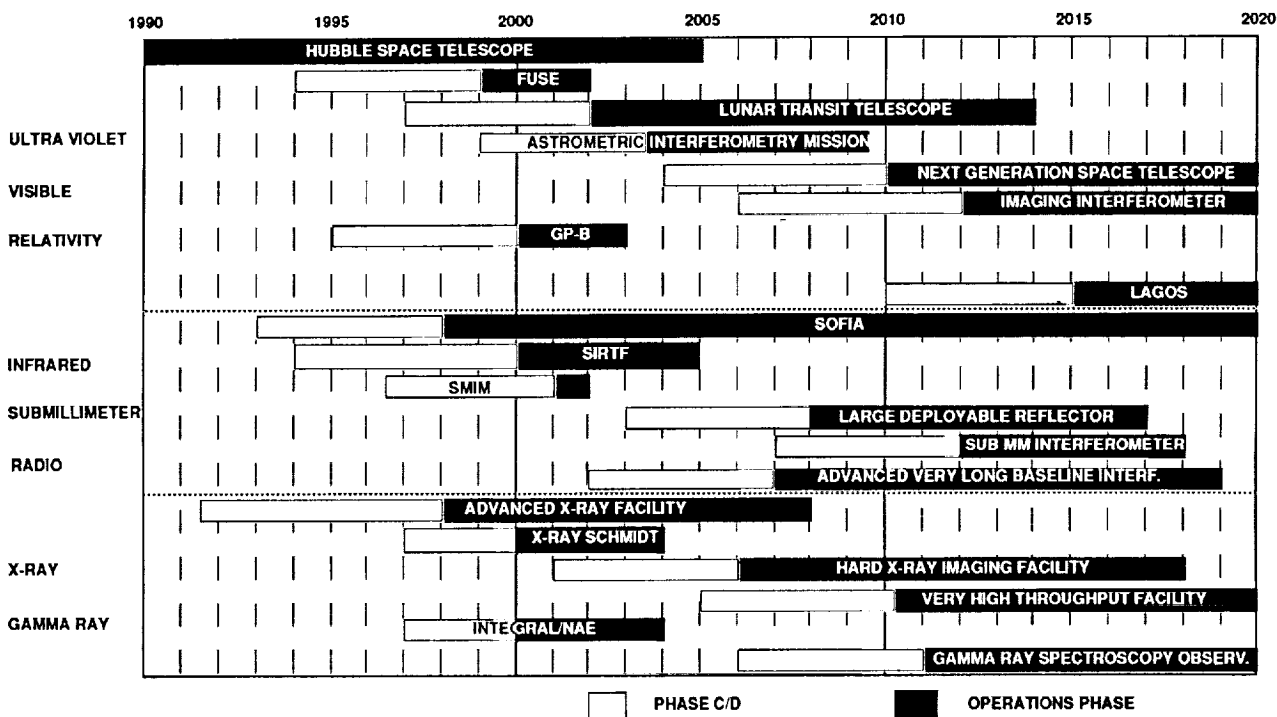 1990 1995 2000 2005 2010 2015 2020
HUBBLE SPACE TELESCOPE
FUSE
LUNAR TRANSIT TELESCOPE
ULTRA VIOLET
ASTROMETRIC INTERFEROMETRY MISSION
NEXT GENERATION SPACE TELESCOPE
VISIBLE
IMAGING INTERFEROMETER
RELATIVITY
GP-B
LAGOS
SOFIA
INFRARED
SIRTF
SMIM
SUBMILLIMETER
LARGE DEPLOYABLE REFLECTOR
SUB MM INTERFEROMETER
RADIO
ADVANCED VERY LONG BASELINE INTERF.
ADVANCED X-RAY FACILITY
X-RAY SCHMIDT
X-RAY
HARD X-RAY IMAGING FACILITY
VERY HIGH THROUGHPUT FACILITY
GAMMA RAY
INTEGRAL/NAE
GAMMA RAY SPECTROSCOPY OBSERV.
PHASE C/D
OPERATIONS PHASE